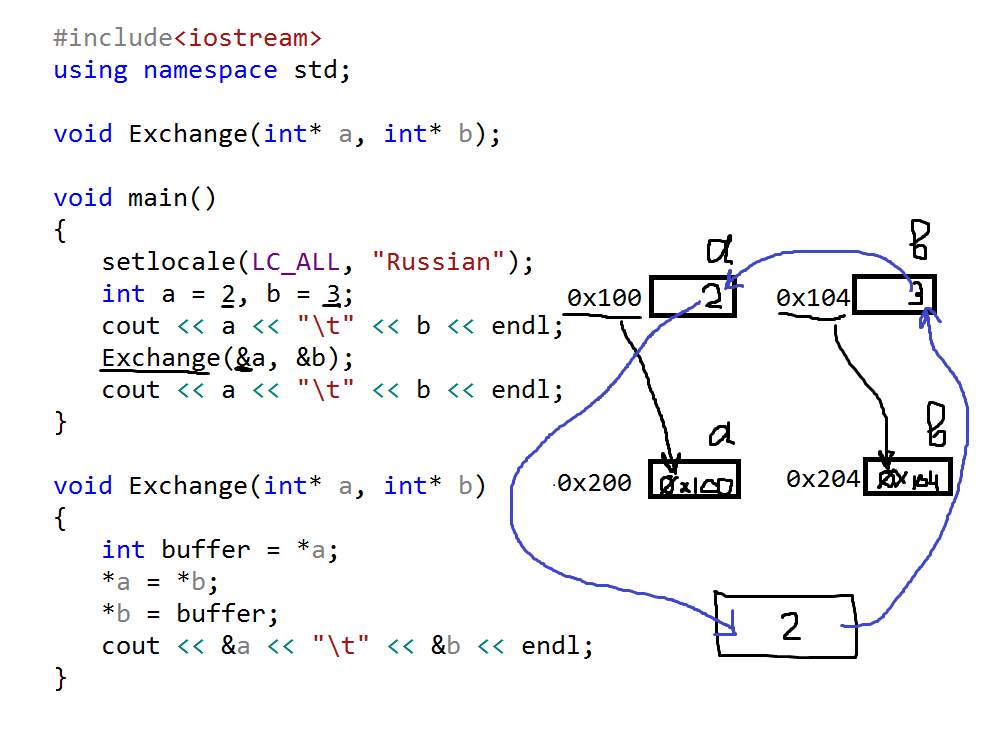 #include<iostream>
using namespace std;
void Exchange(int* a, int* b);
void main()
{
setlocale(LC_ALL, "Russian");
int a = 2, b = 3;
cout << a << "\t" << b << endl;
Exchange(&a, &b);
cout << a << "\t" << b << endl;
}
void Exchange(int* a, int* b)
{
int buffer = *a;
*a = *b;
*b = buffer;
cout << &a << "\t" << &b << endl;
}
a b
0x100 2 0x104 3
a b
0x200 0x100 0x204 0x104
2